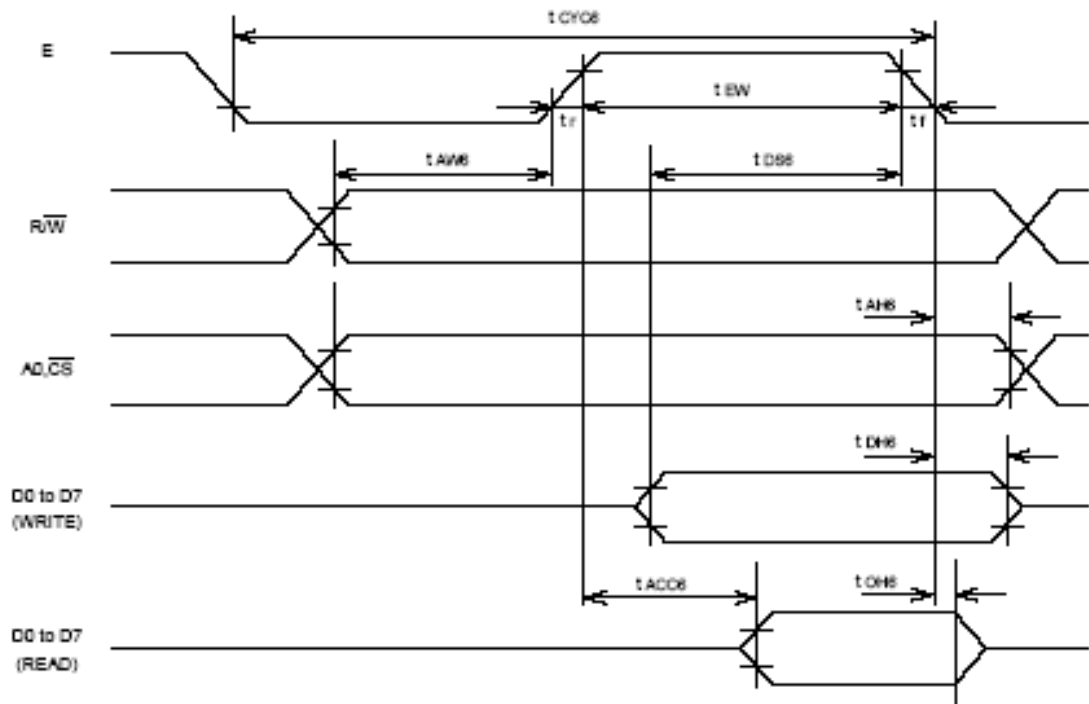 t CYC6
E
t EW
t r
t f
t AW6
t DS6
R/W
t AH6
A0,CS
t DH6
D0 to D7
(WRITE)
t ACC6
t OH6
D0 to D7
(READ)